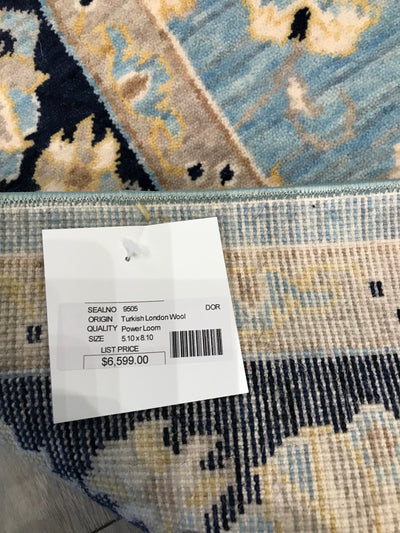 SEALNO 9505 DOR
ORIGIN Turkish London Wool
QUALITY Power Loom
SIZE 5.10 x 8.10
LIST PRICE
$6,599.00